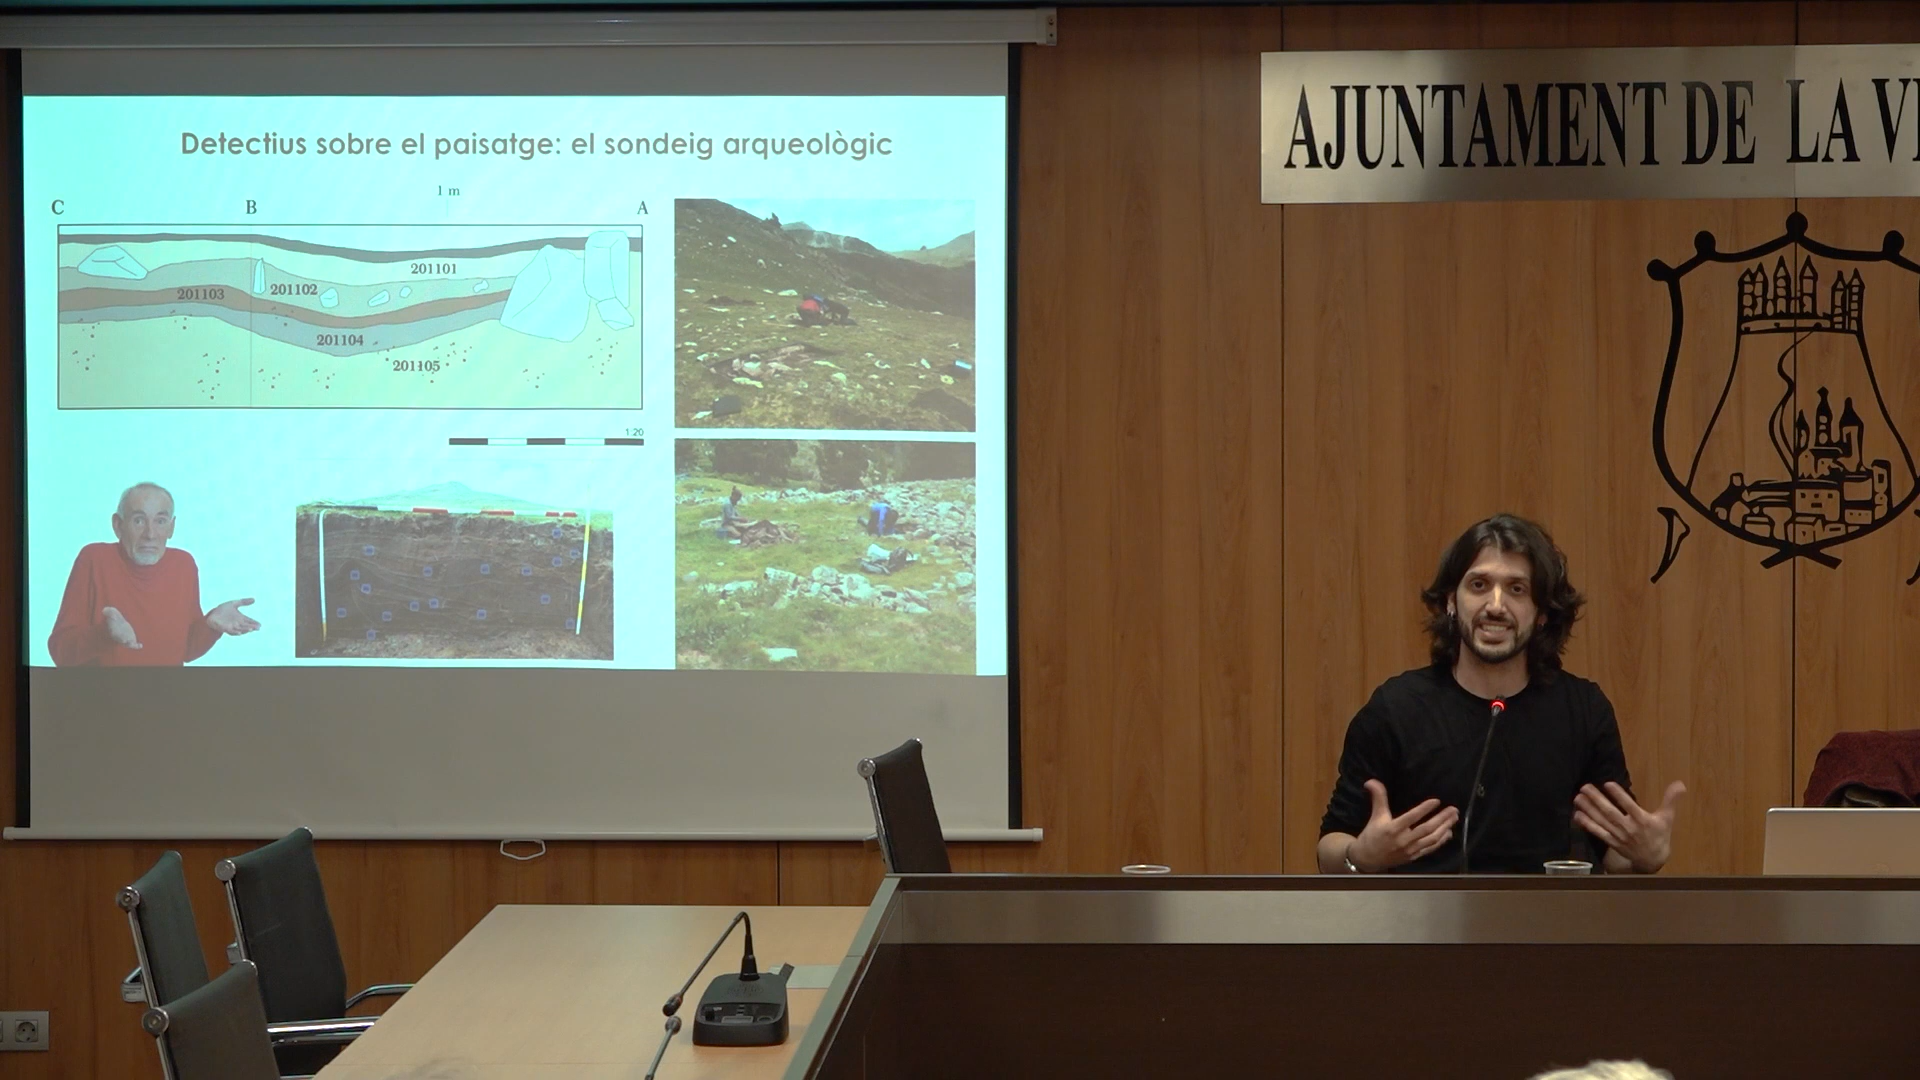 Detectius sobre el paisatge: el sondeig arqueològic
1 m
C B A
201101
201102
201103
201104
201105
1:20
AJUNTAMENT DE LA V